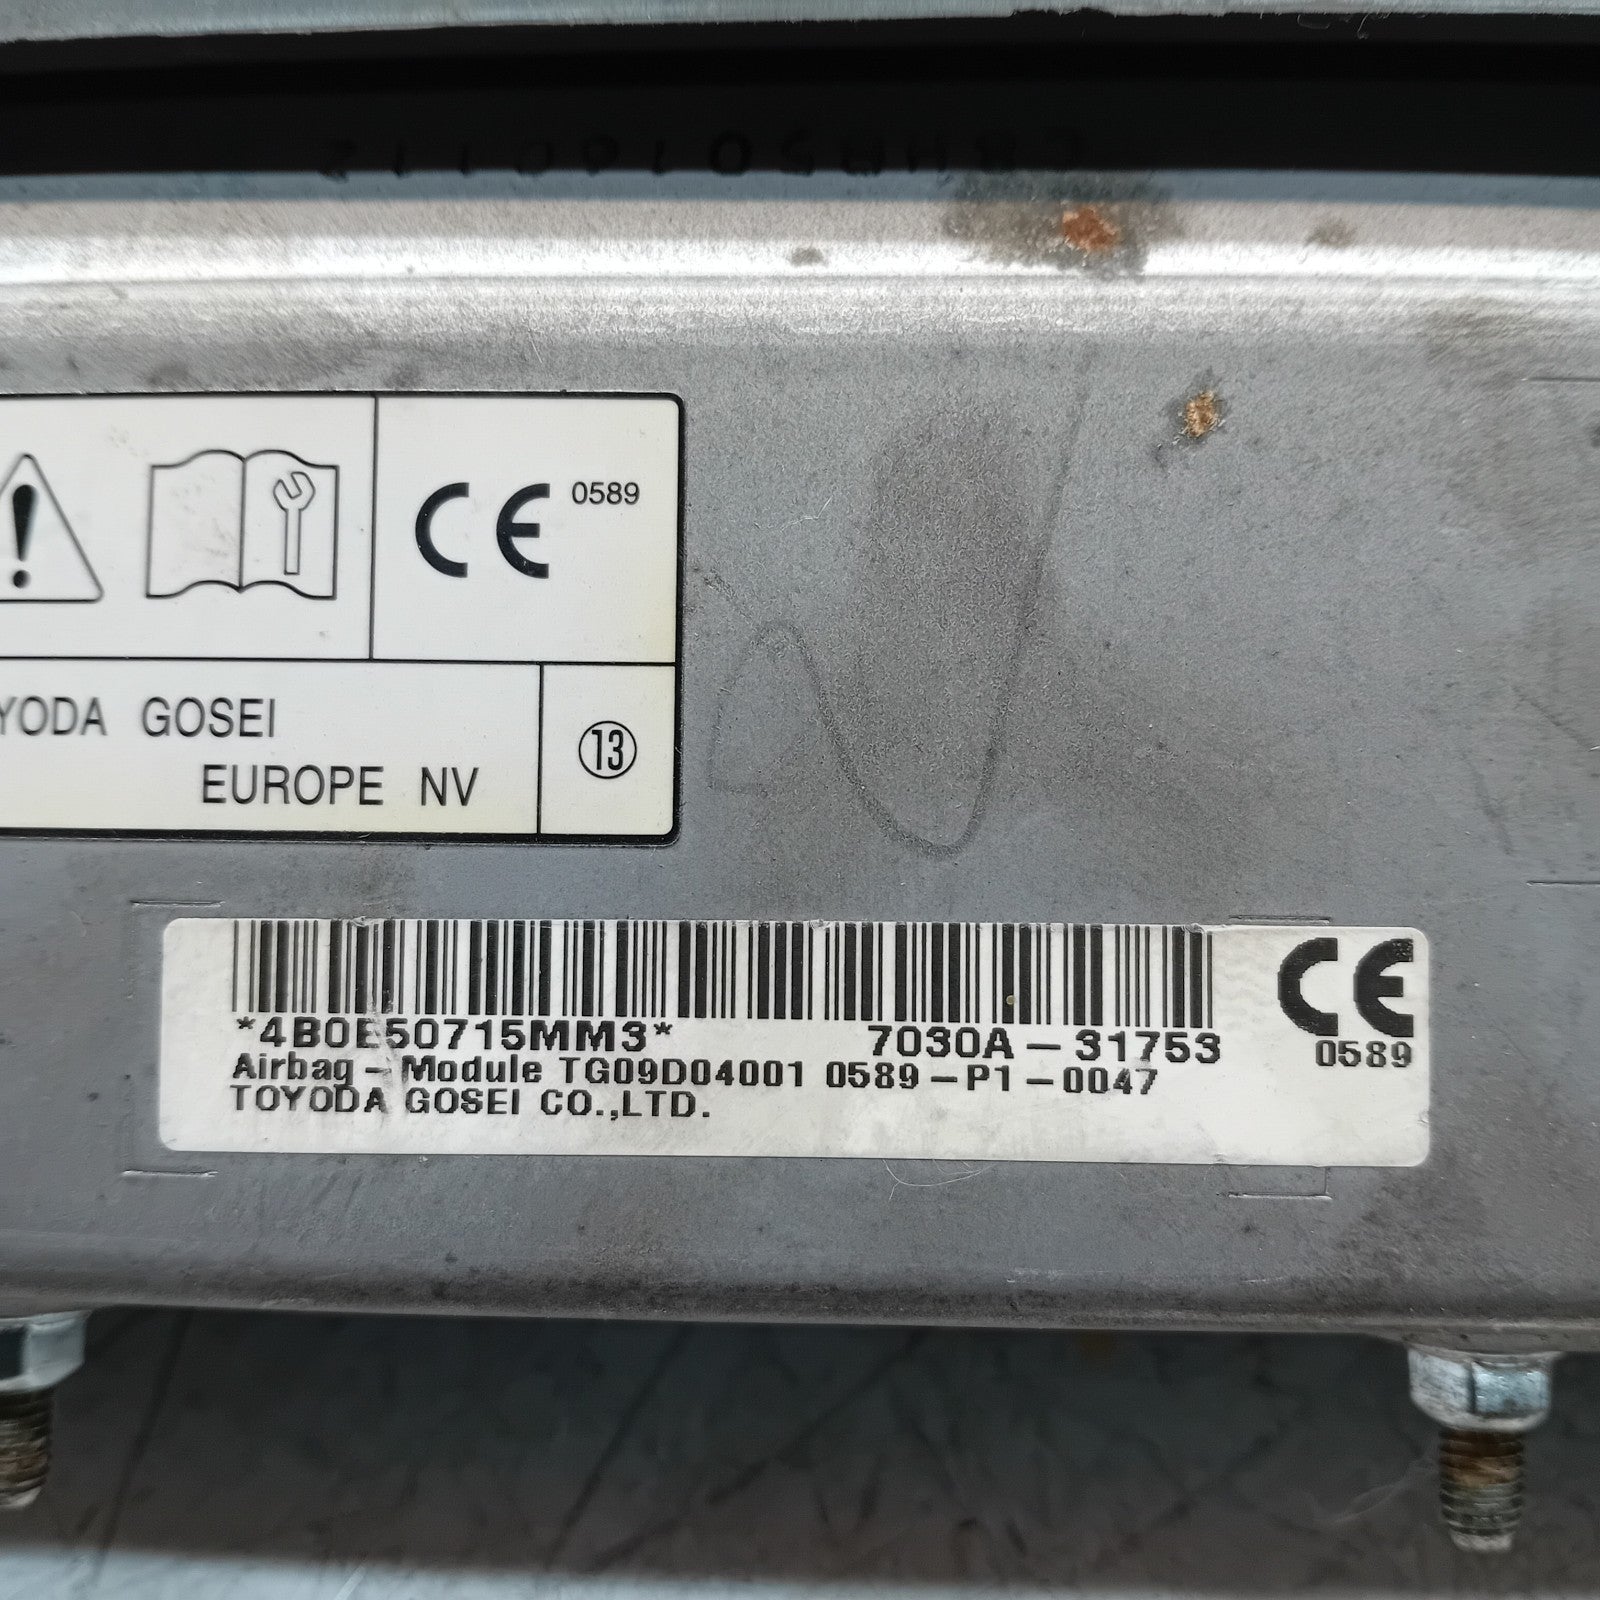 CE 0589
YODA GOSEI
EUROPE NV
13
*4B0E50715MM3* 7030A-31753
Airbag-Module TG09D04001 0589-P1-0047
TOYODA GOSEI CO.,LTD.
CE
0589